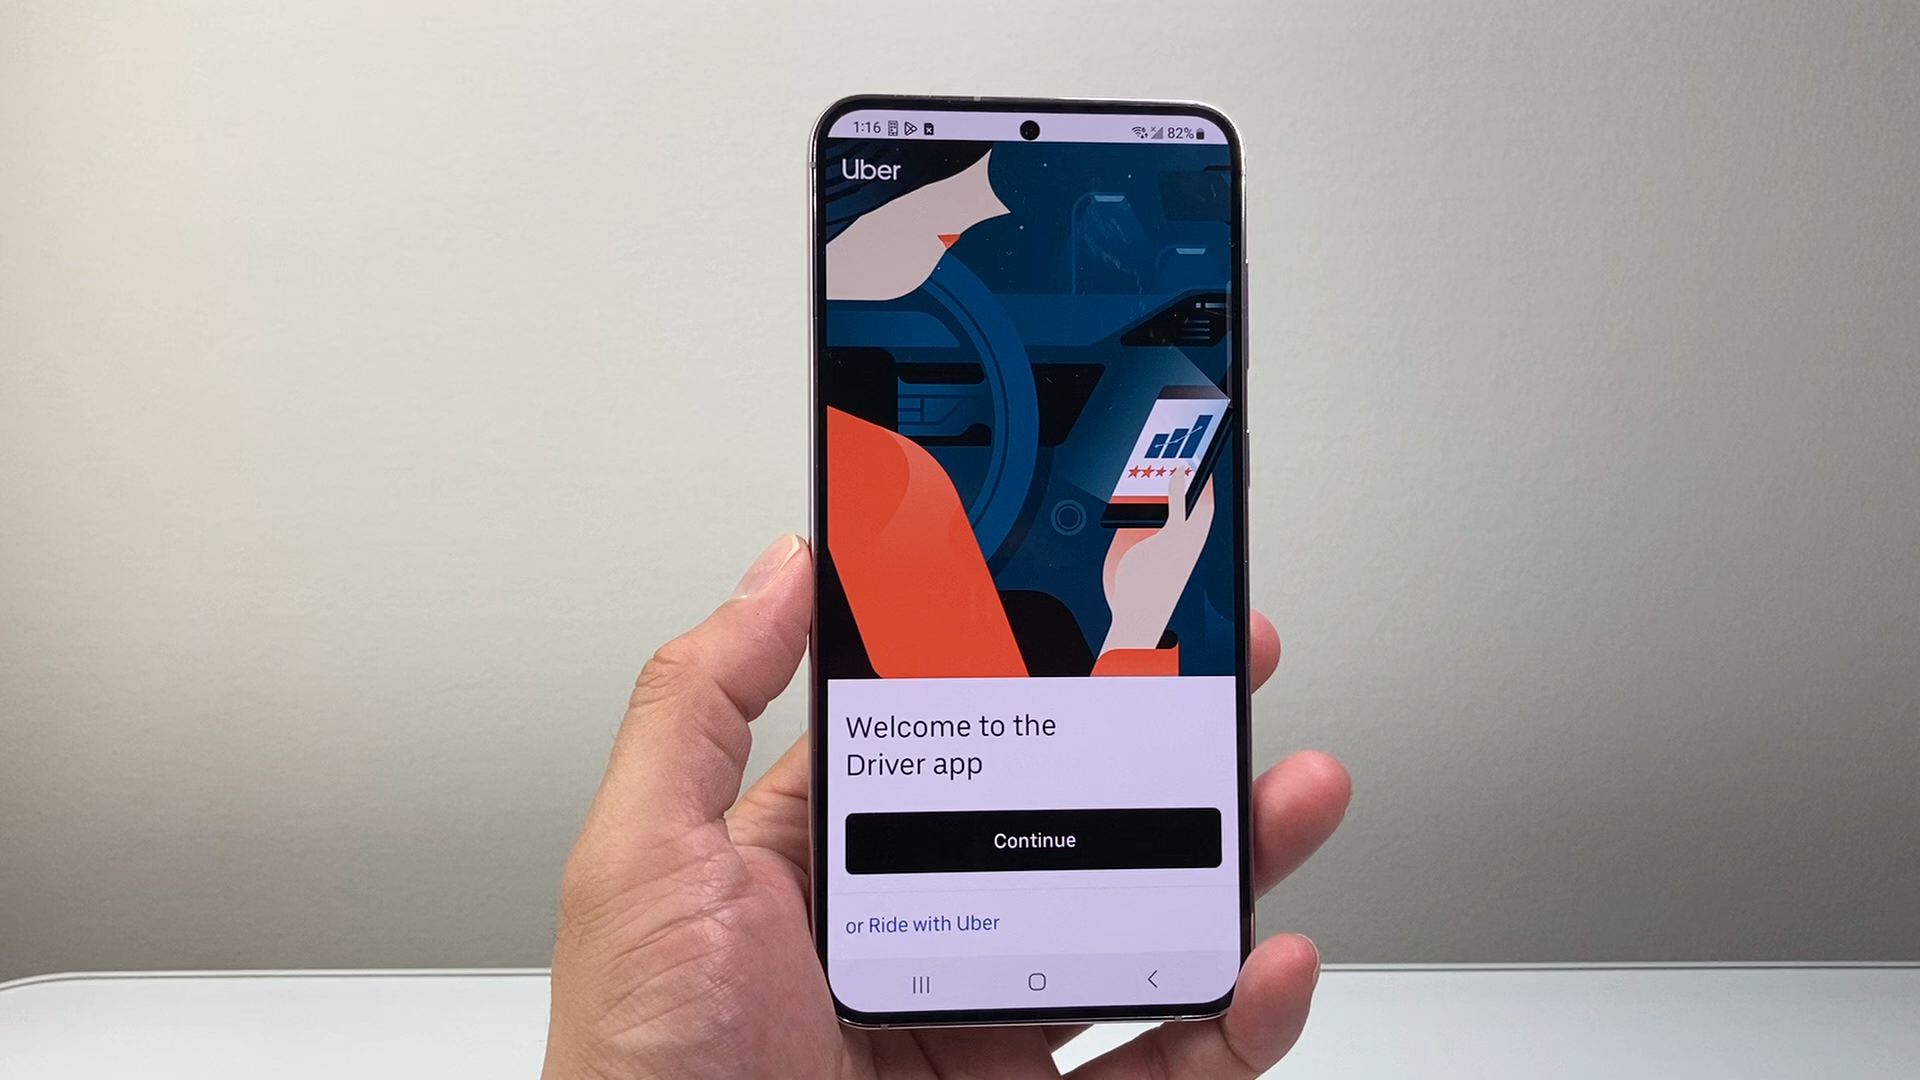 1:16
82%
Uber
Welcome to the
Driver app
Continue
or Ride with Uber